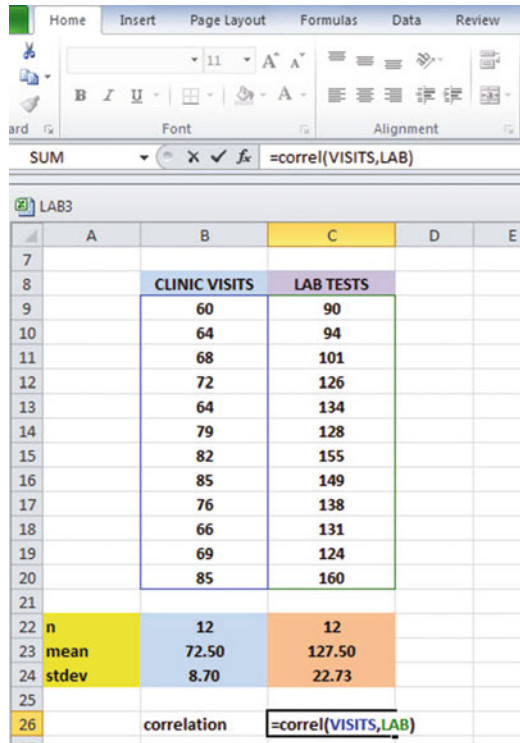 Home Insert Page Layout Formulas Data Review
11 A A
B I U A
ard Font Alignment
SUM fx =correl(VISITS,LAB)
LAB3
A B C D E
7
8 CLINIC VISITS LAB TESTS
9 60 90
10 64 94
11 68 101
12 72 126
13 64 134
14 79 128
15 82 155
16 85 149
17 76 138
18 66 131
19 69 124
20 85 160
21
22 n 12 12
23 mean 72.50 127.50
24 stdev 8.70 22.73
25
26 correlation =correl(VISITS,LAB)